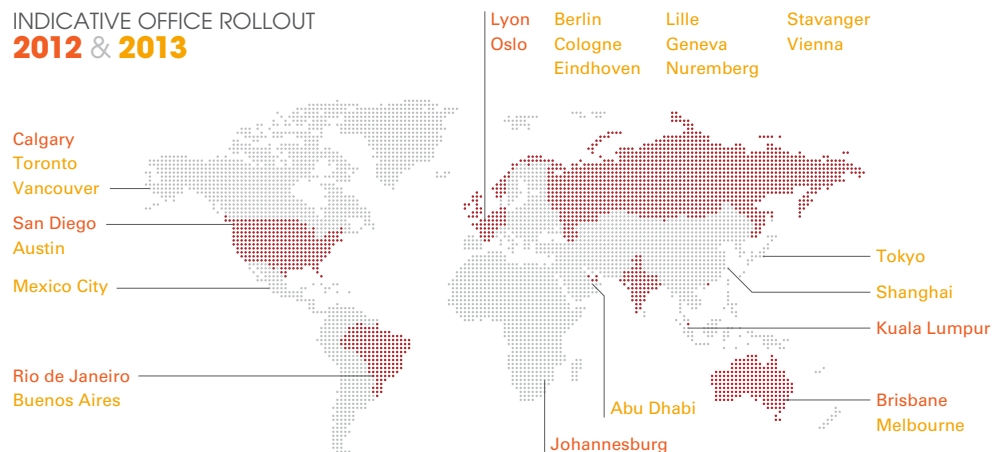 INDICATIVE OFFICE ROLLOUT
2012 & 2013
Lyon
Oslo
Berlin
Cologne
Eindhoven
Lille
Geneva
Nuremberg
Stavanger
Vienna
Calgary
Toronto
Vancouver
San Diego
Austin
Mexico City
Rio de Janeiro
Buenos Aires
Tokyo
Shanghai
Kuala Lumpur
Brisbane
Melbourne
Abu Dhabi
Johannesburg